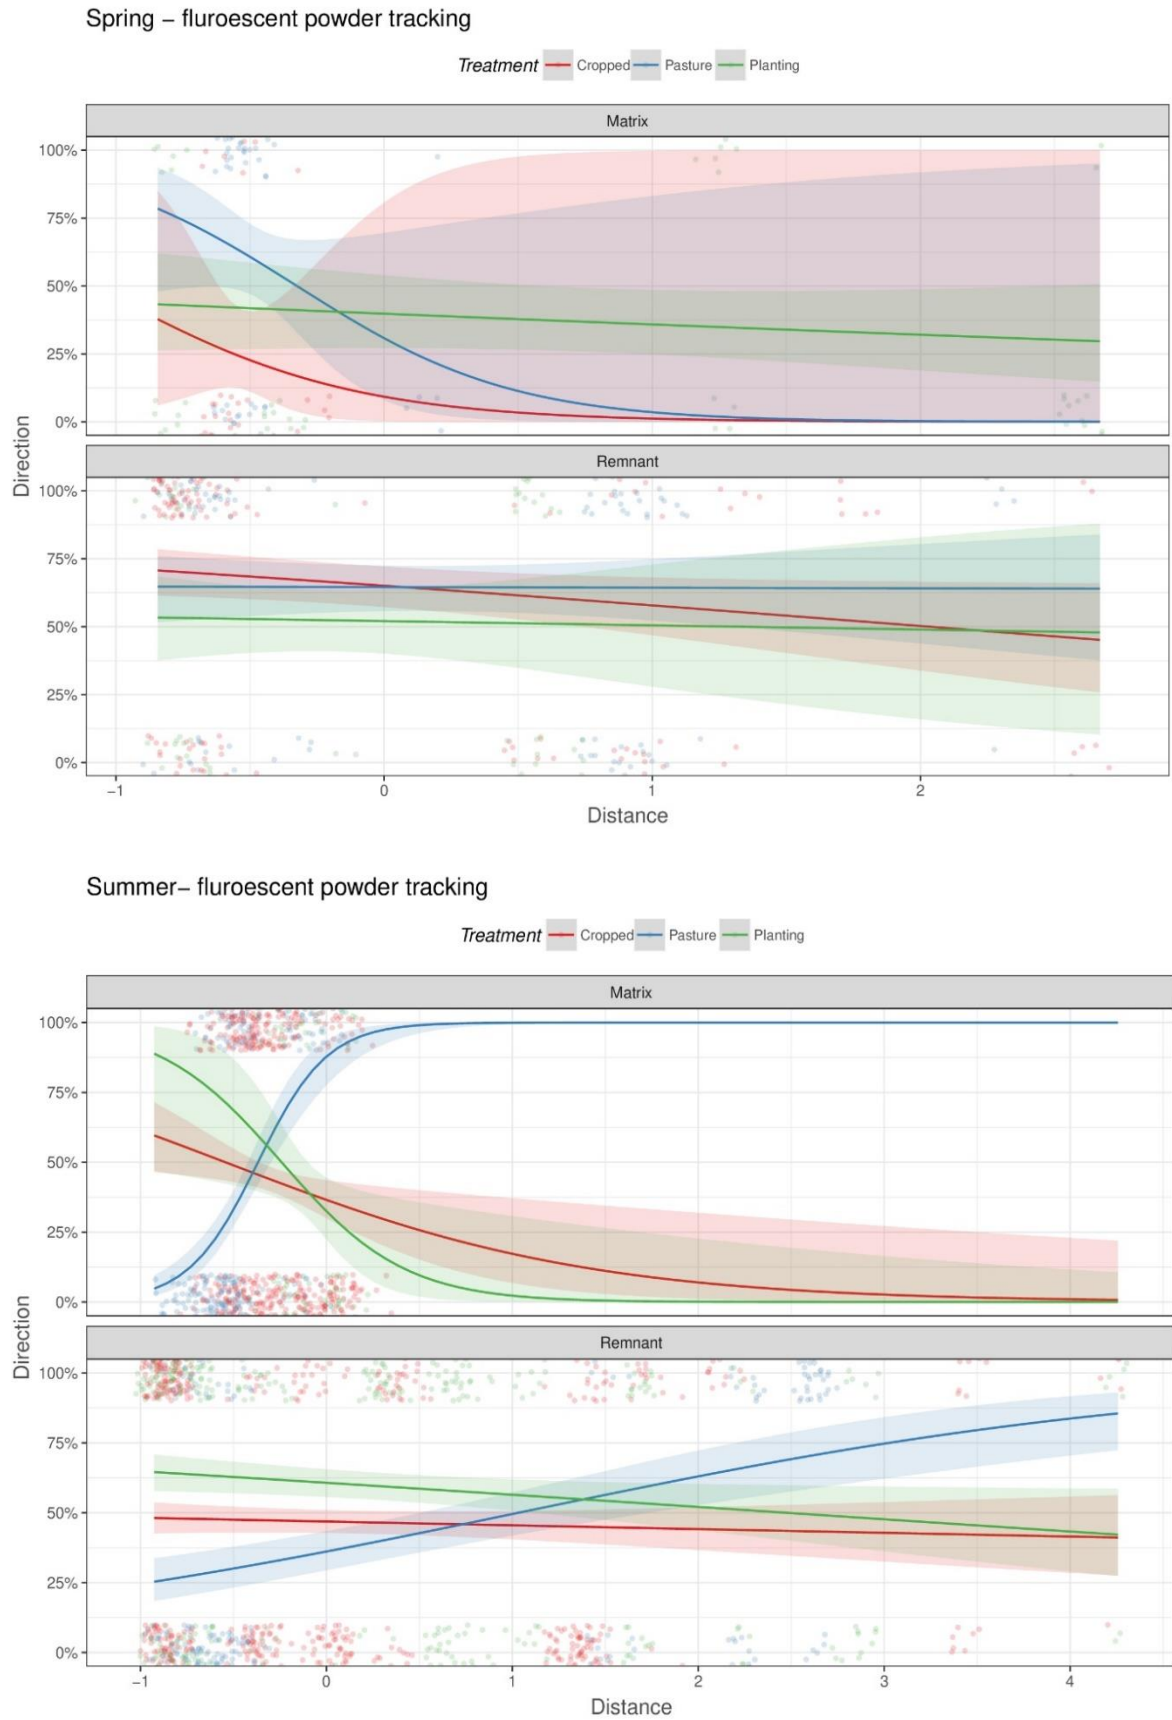 Spring – fluroescent powder tracking
Treatment Cropped Pasture Planting
Matrix
100%
75%
50%
25%
0%
Remnant
100%
75%
50%
25%
0%
Direction
−1 0 1 2
Distance
Summer– fluroescent powder tracking
Treatment Cropped Pasture Planting
Matrix
100%
75%
50%
25%
0%
Remnant
100%
75%
50%
25%
0%
Direction
−1 0 1 2 3 4
Distance